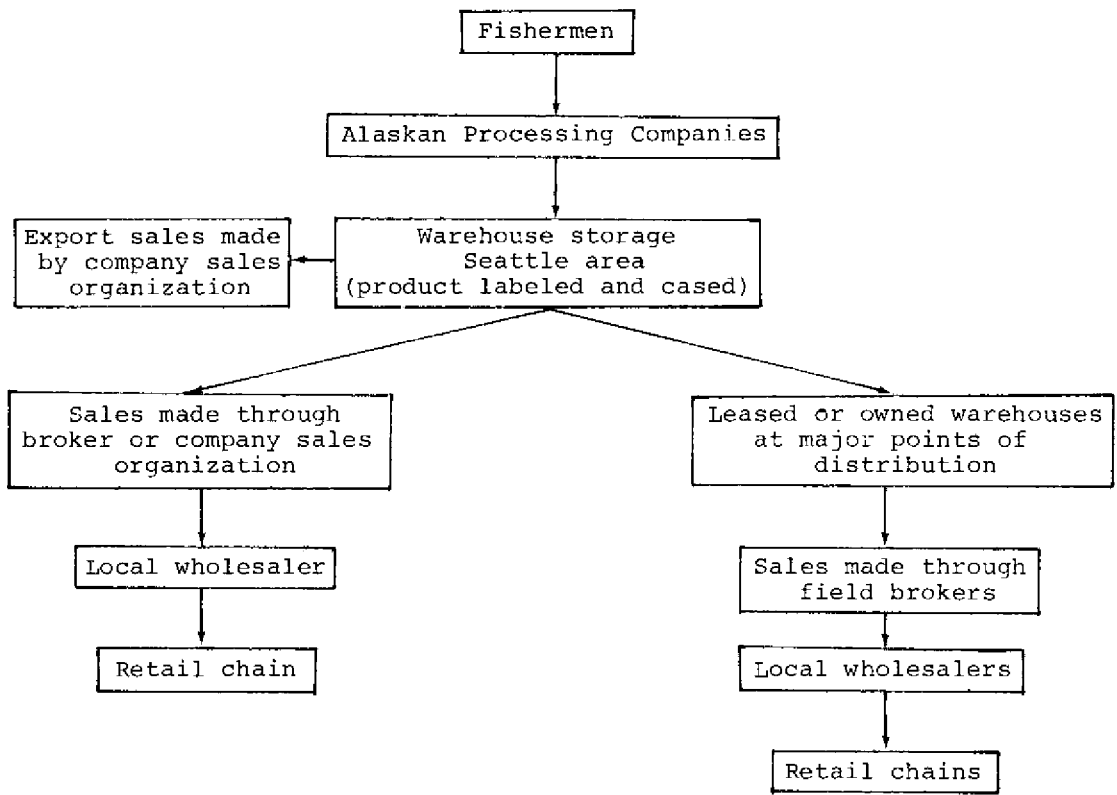 Fishermen
Alaskan Processing Companies
Export sales made
by company sales
organization
Warehouse storage
Seattle area
(product labeled and cased)
Sales made through
broker or company sales
organization
Leased or owned warehouses
at major points of
distribution
Local wholesaler
Sales made through
field brokers
Retail chain
Local wholesalers
Retail chains